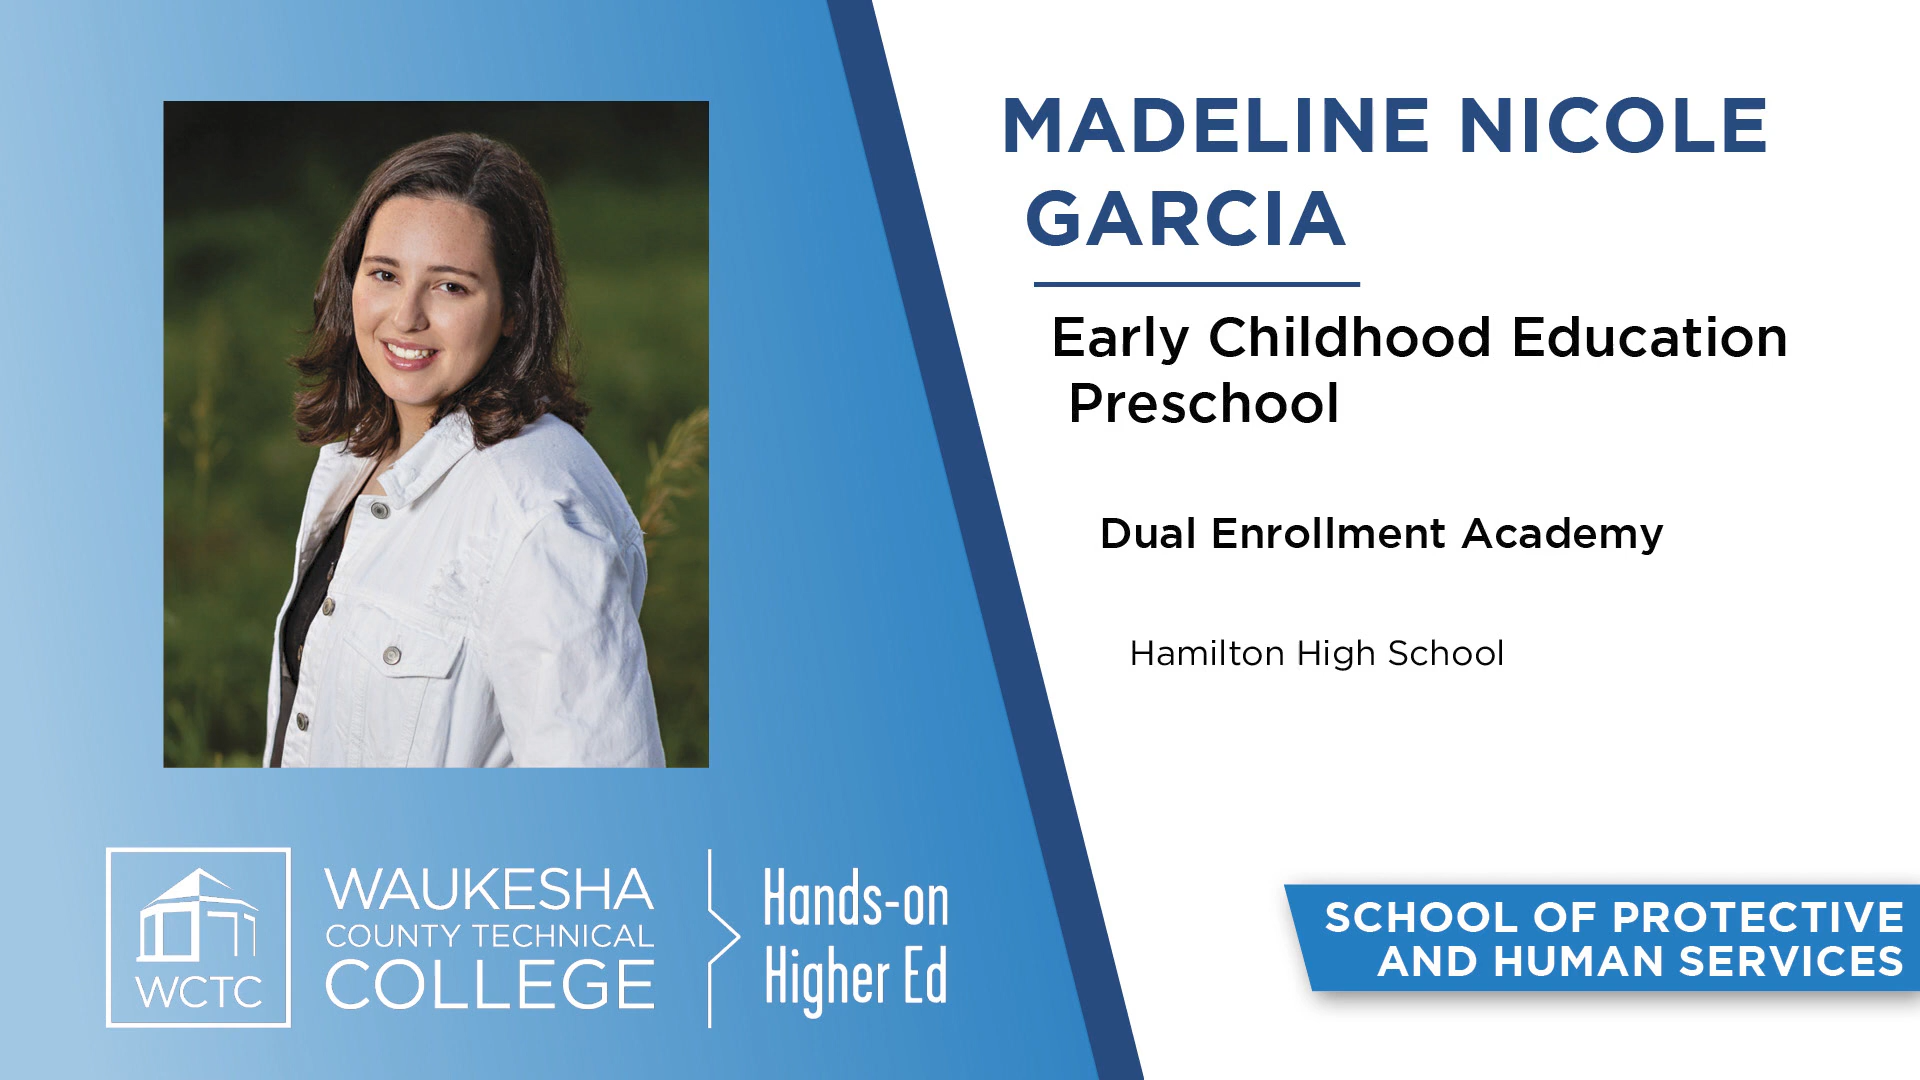 MADELINE NICOLE
GARCIA
Early Childhood Education
Preschool
Dual Enrollment Academy
Hamilton High School
WCTC
WAUKESHA
COUNTY TECHNICAL
COLLEGE
Hands-on
Higher Ed
SCHOOL OF PROTECTIVE
AND HUMAN SERVICES